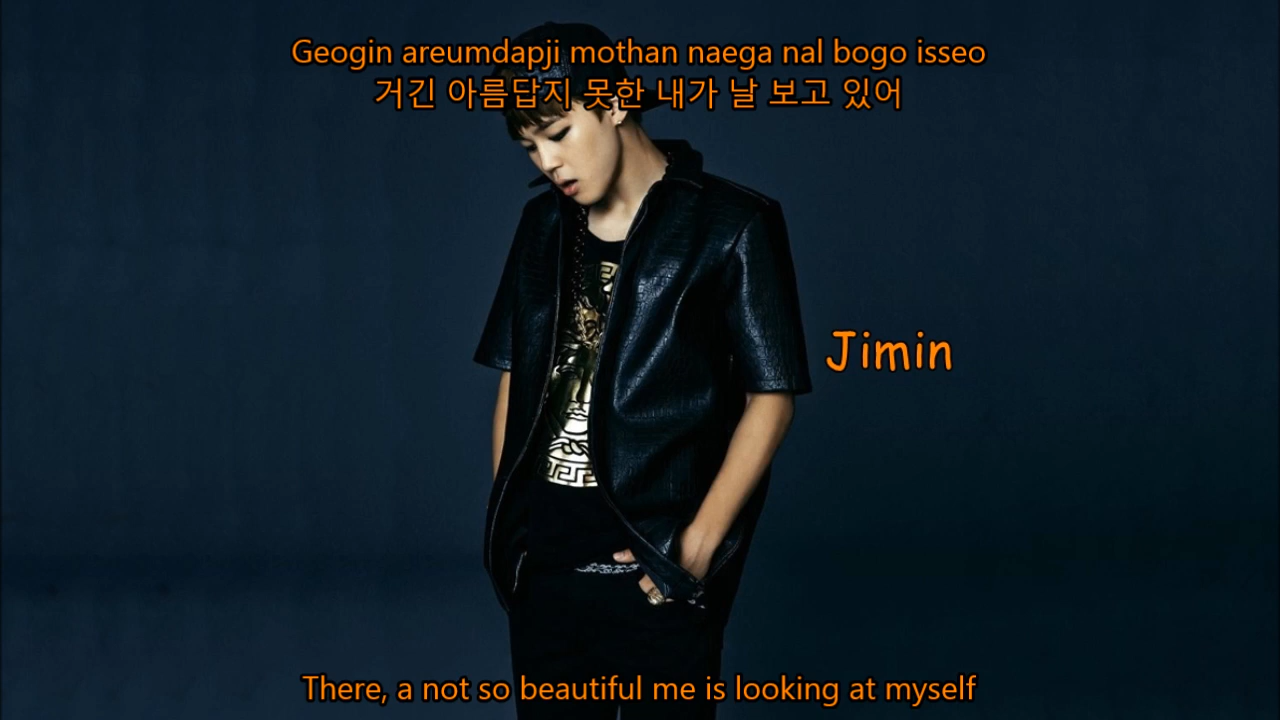 Geogin areumdapji mothan naega nal bogo isseo
거긴 아름답지 못한 내가 날 보고 있어
Jimin
There, a not so beautiful me is looking at myself